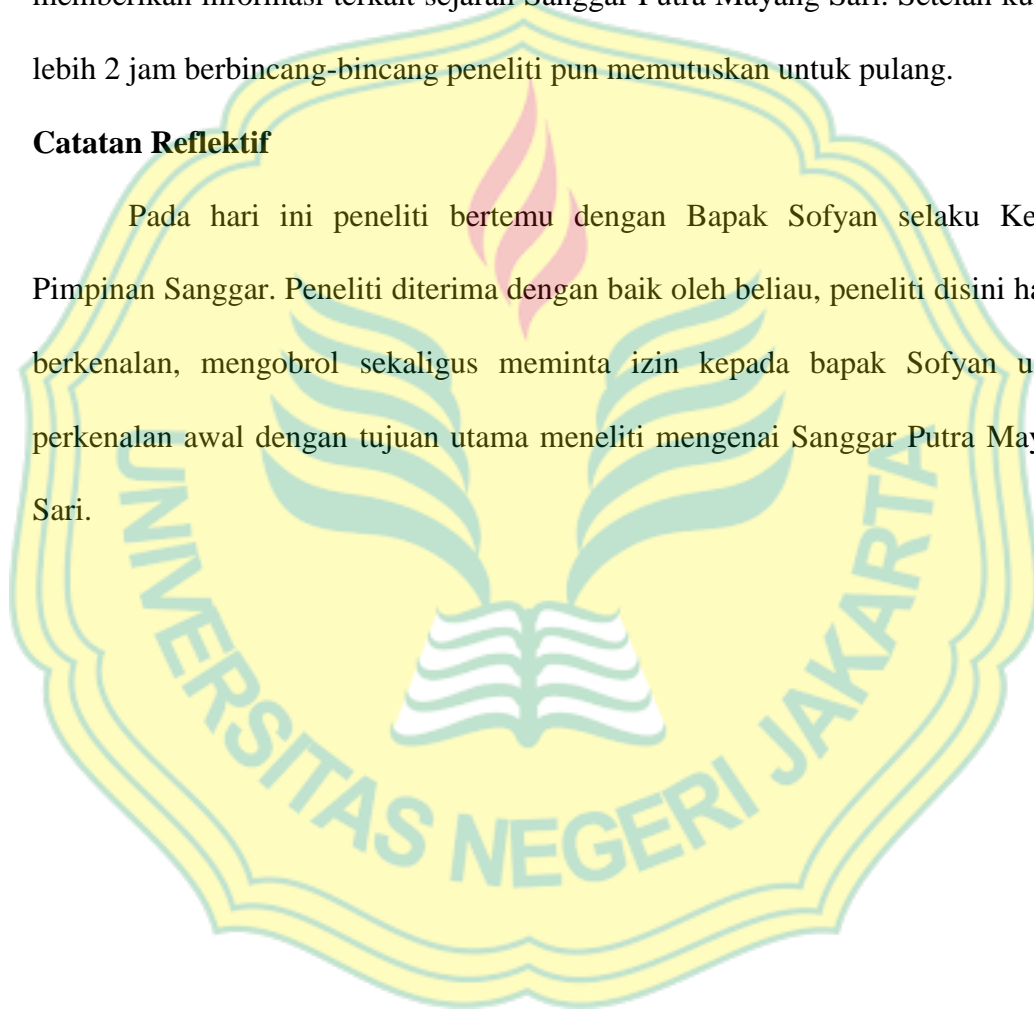 memberikan informasi terkait sejarah Sanggar Putra Mayang Sari. Setelah ku
lebih 2 jam berbincang-bincang peneliti pun memutuskan untuk pulang.
Catatan Reflektif
Pada hari ini peneliti bertemu dengan Bapak Sofyan selaku Ke
Pimpinan Sanggar. Peneliti diterima dengan baik oleh beliau, peneliti disini ha
berkenalan, mengobrol sekaligus meminta izin kepada bapak Sofyan u
perkenalan awal dengan tujuan utama meneliti mengenai Sanggar Putra May
Sari.
UNIVERSITAS NEGERI JAKARTA